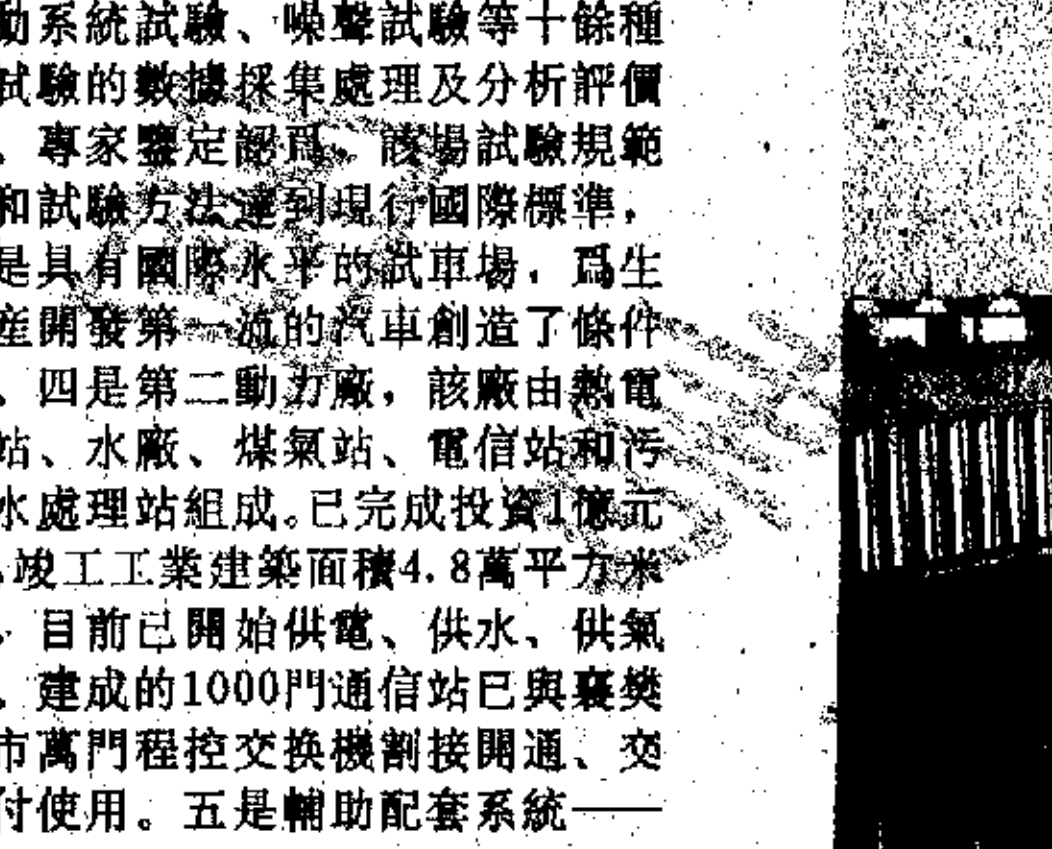 動系統試驗、噪聲試驗等十餘種
試驗的數據採集處理及分析評價
、專家鑒定認爲，該場試驗規範
和試驗方法達到現行國際標準，
是具有國際水平的試車場，爲生
産開發第一流的汽車創造了條件
、四是第二動力廠，該廠由熱電
站、水廠、煤氣站、電信站和污
水處理站組成。已完成投資1億元
，竣工工業建築面積4.8萬平方米
，目前已開始供電、供水、供氣
、建成的1000門通信站已與襄樊
市萬門程控交換機割接開通、交
付使用。五是輔助配套系統——